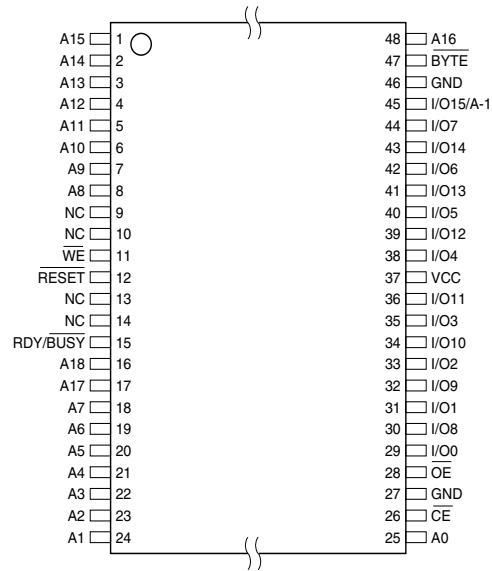 A15 1 48 A16
A14 2 47 BYTE
A13 3 46 GND
A12 4 45 I/O15/A-1
A11 5 44 I/O7
A10 6 43 I/O14
A9 7 42 I/O6
A8 8 41 I/O13
NC 9 40 I/O5
NC 10 39 I/O12
WE 11 38 I/O4
RESET 12 37 VCC
NC 13 36 I/O11
NC 14 35 I/O3
RDY/BUSY 15 34 I/O10
A18 16 33 I/O2
A17 17 32 I/O9
A7 18 31 I/O1
A6 19 30 I/O8
A5 20 29 I/O0
A4 21 28 OE
A3 22 27 GND
A2 23 26 CE
A1 24 25 A0